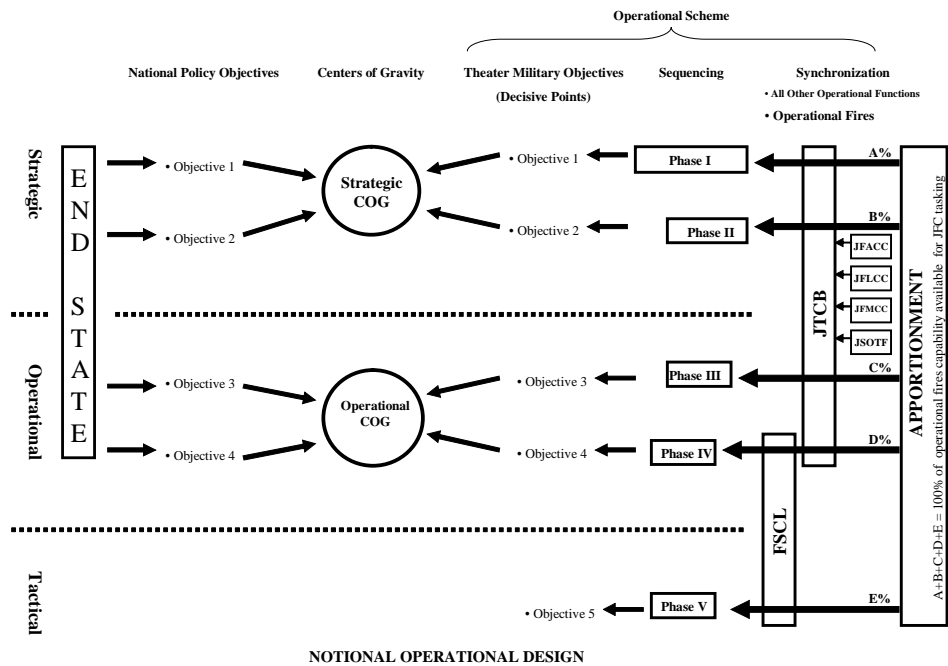 Operational Scheme
National Policy Objectives
Centers of Gravity
Theater Military Objectives
(Decisive Points)
Sequencing
Synchronization
• All Other Operational Functions
• Operational Fires
Strategic
Operational
Tactical
END STATE
• Objective 1
• Objective 2
• Objective 3
• Objective 4
Strategic
COG
Operational
COG
• Objective 1
• Objective 2
• Objective 3
• Objective 4
• Objective 5
Phase I
Phase II
Phase III
Phase IV
Phase V
A%
B%
C%
D%
E%
JTCB
FSCL
JFACC
JFLCC
JFMCC
JSOTF
APPORTIONMENT
A+B+C+D+E = 100% of operational fires capability available for JFC tasking
NOTIONAL OPERATIONAL DESIGN